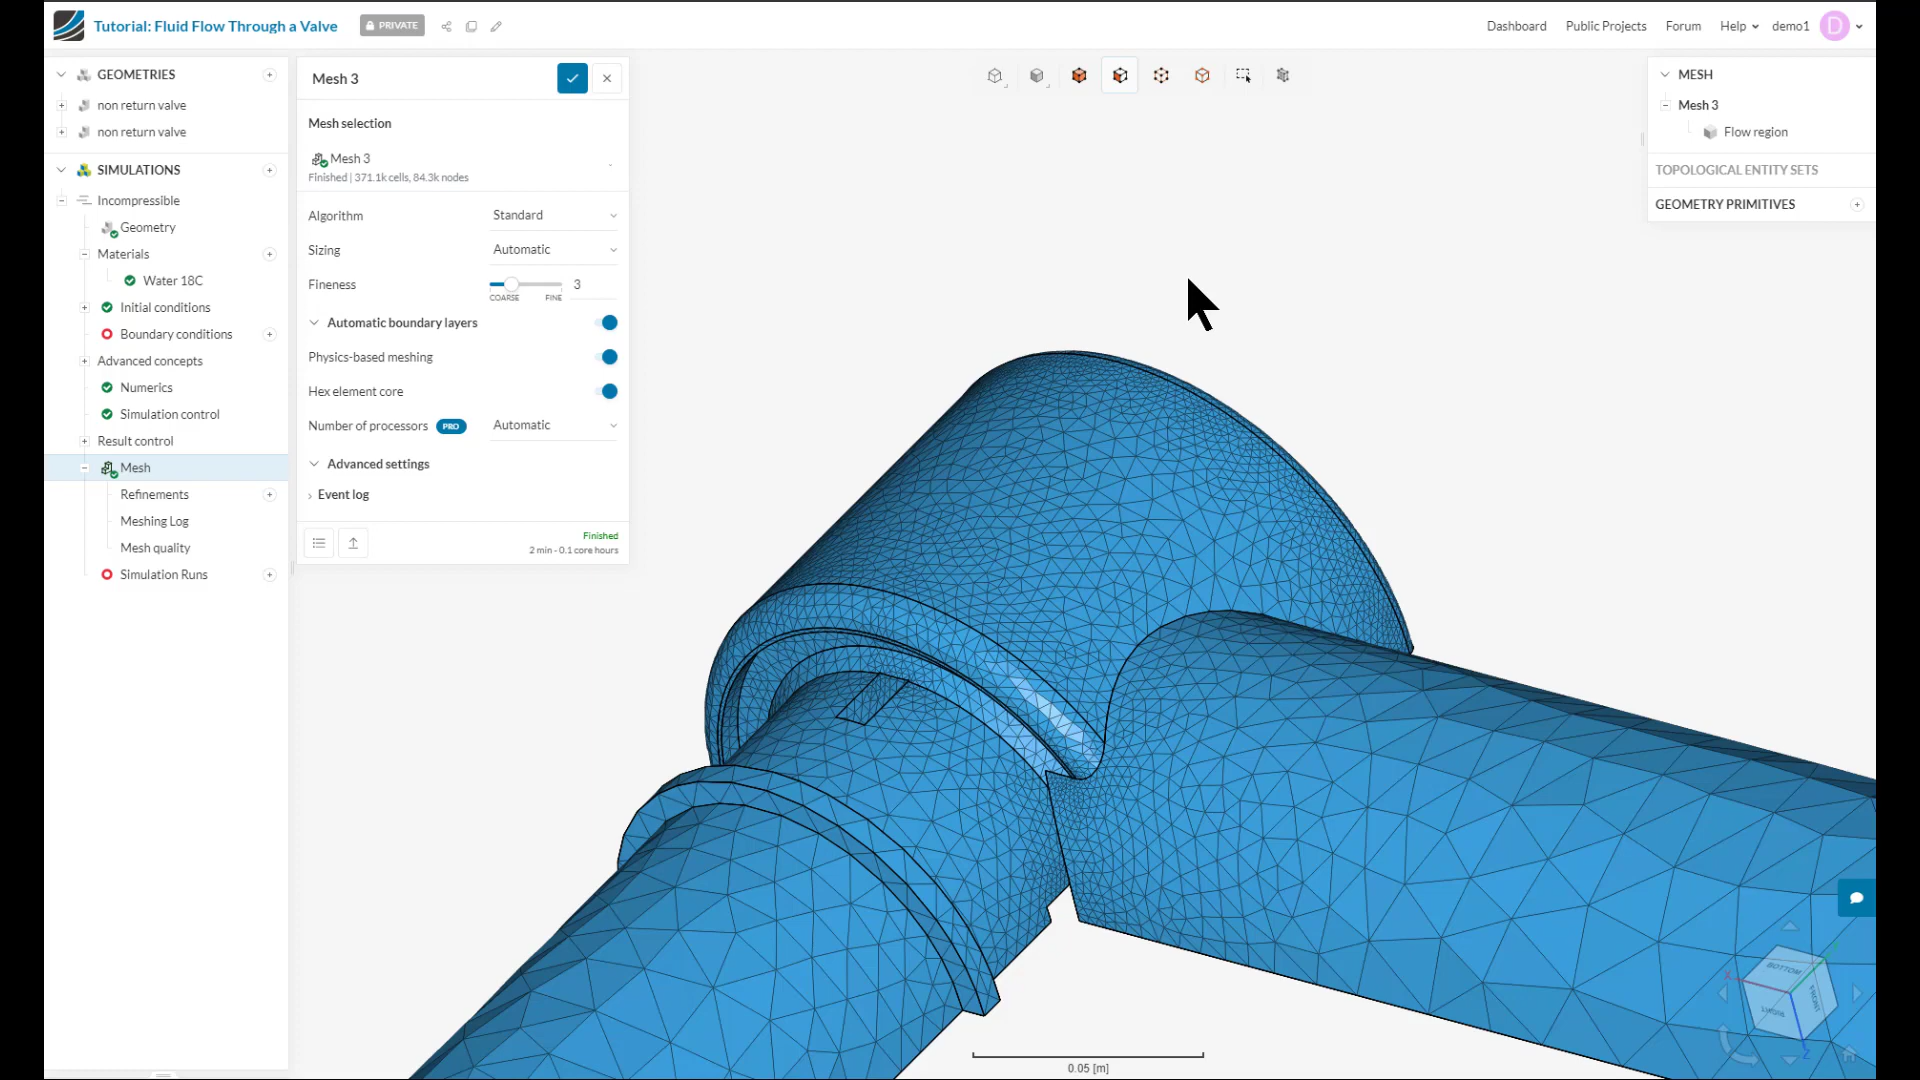 Tutorial: Fluid Flow Through a Valve
PRIVATE
Dashboard
Public Projects
Forum
Help
demo1
D
GEOMETRIES
non return valve
non return valve
SIMULATIONS
Incompressible
Geometry
Materials
Water 18C
Initial conditions
Boundary conditions
Advanced concepts
Numerics
Simulation control
Result control
Mesh
Refinements
Meshing Log
Mesh quality
Simulation Runs
Mesh 3
Mesh selection
Mesh 3
Finished | 371.1k cells, 84.3k nodes
Algorithm Standard
Sizing Automatic
Fineness 3
COARSE FINE
Automatic boundary layers
Physics-based meshing
Hex element core
Number of processors PRO Automatic
Advanced settings
Event log
Finished
2 min - 0.1 core hours
MESH
Mesh 3
Flow region
TOPOLOGICAL ENTITY SETS
GEOMETRY PRIMITIVES
BOTTOM
FRONT
RIGHT
X
Z
0.05 [m]